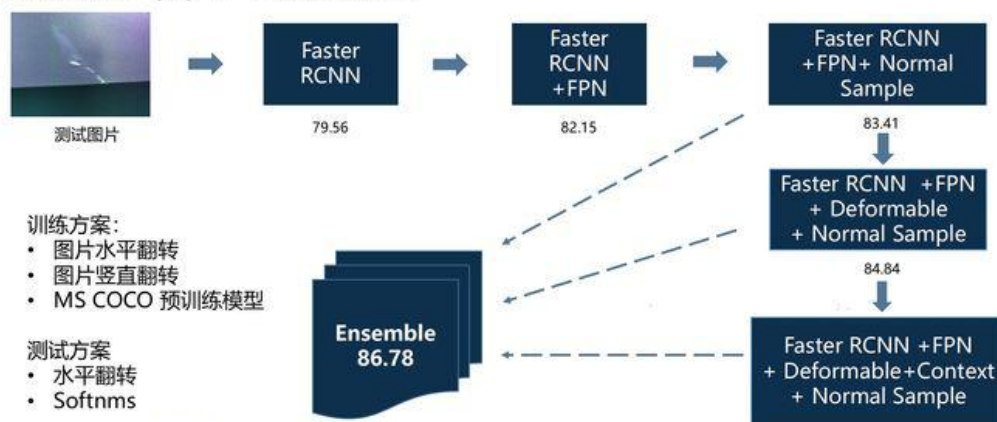 Faster
RCNN
79.56
Faster
RCNN
+FPN
82.15
Faster RCNN
+FPN+ Normal
Sample
83.41
测试图片
Faster RCNN +FPN
+ Deformable
+ Normal Sample
84.84
训练方案：
• 图片水平翻转
• 图片竖直翻转
• MS COCO 预训练模型
Ensemble
86.78
测试方案
• 水平翻转
• Softnms
Faster RCNN +FPN
+ Deformable+Context
+ Normal Sample